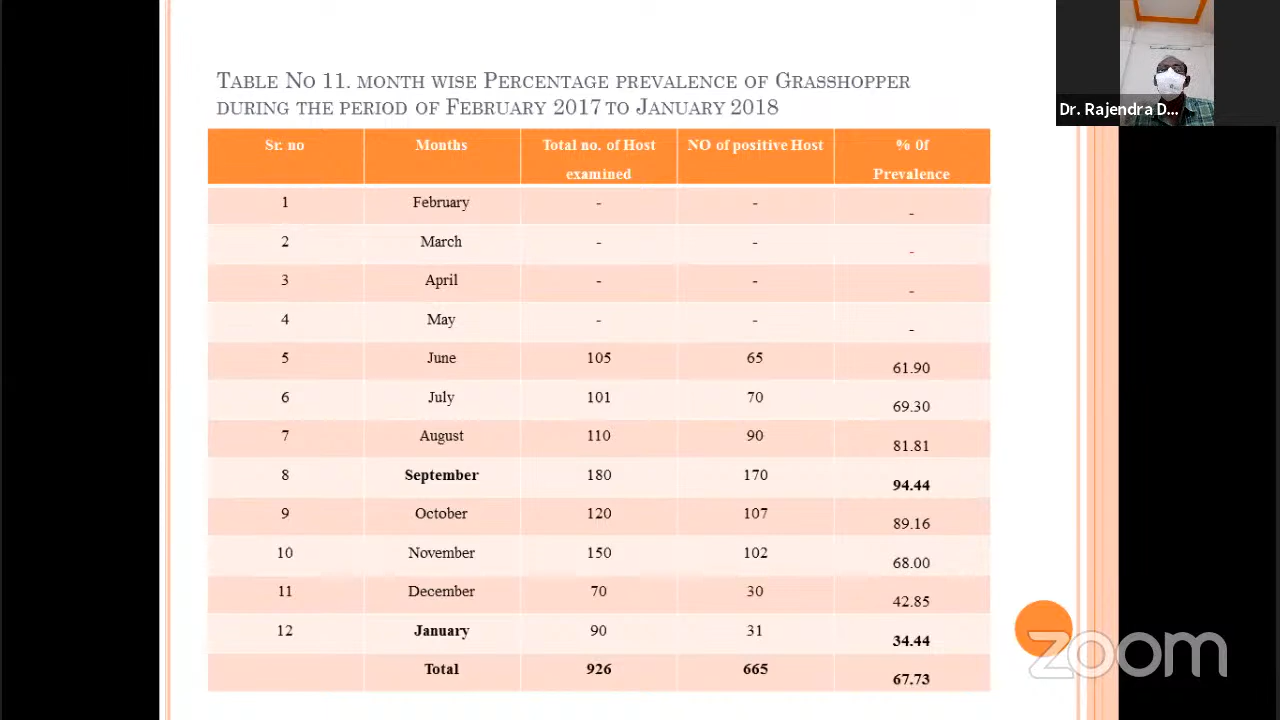 TABLE NO 11. MONTH WISE PERCENTAGE PREVALENCE OF GRASSHOPPER
DURING THE PERIOD OF FEBRUARY 2017 TO JANUARY 2018
Dr. Rajendra D...
Sr. no Months Total no. of Host examined NO of positive Host % 0f Prevalence
1 February - - -
2 March - - -
3 April - - -
4 May - - -
5 June 105 65 61.90
6 July 101 70 69.30
7 August 110 90 81.81
8 September 180 170 94.44
9 October 120 107 89.16
10 November 150 102 68.00
11 December 70 30 42.85
12 January 90 31 34.44
Total 926 665 67.73
zoom